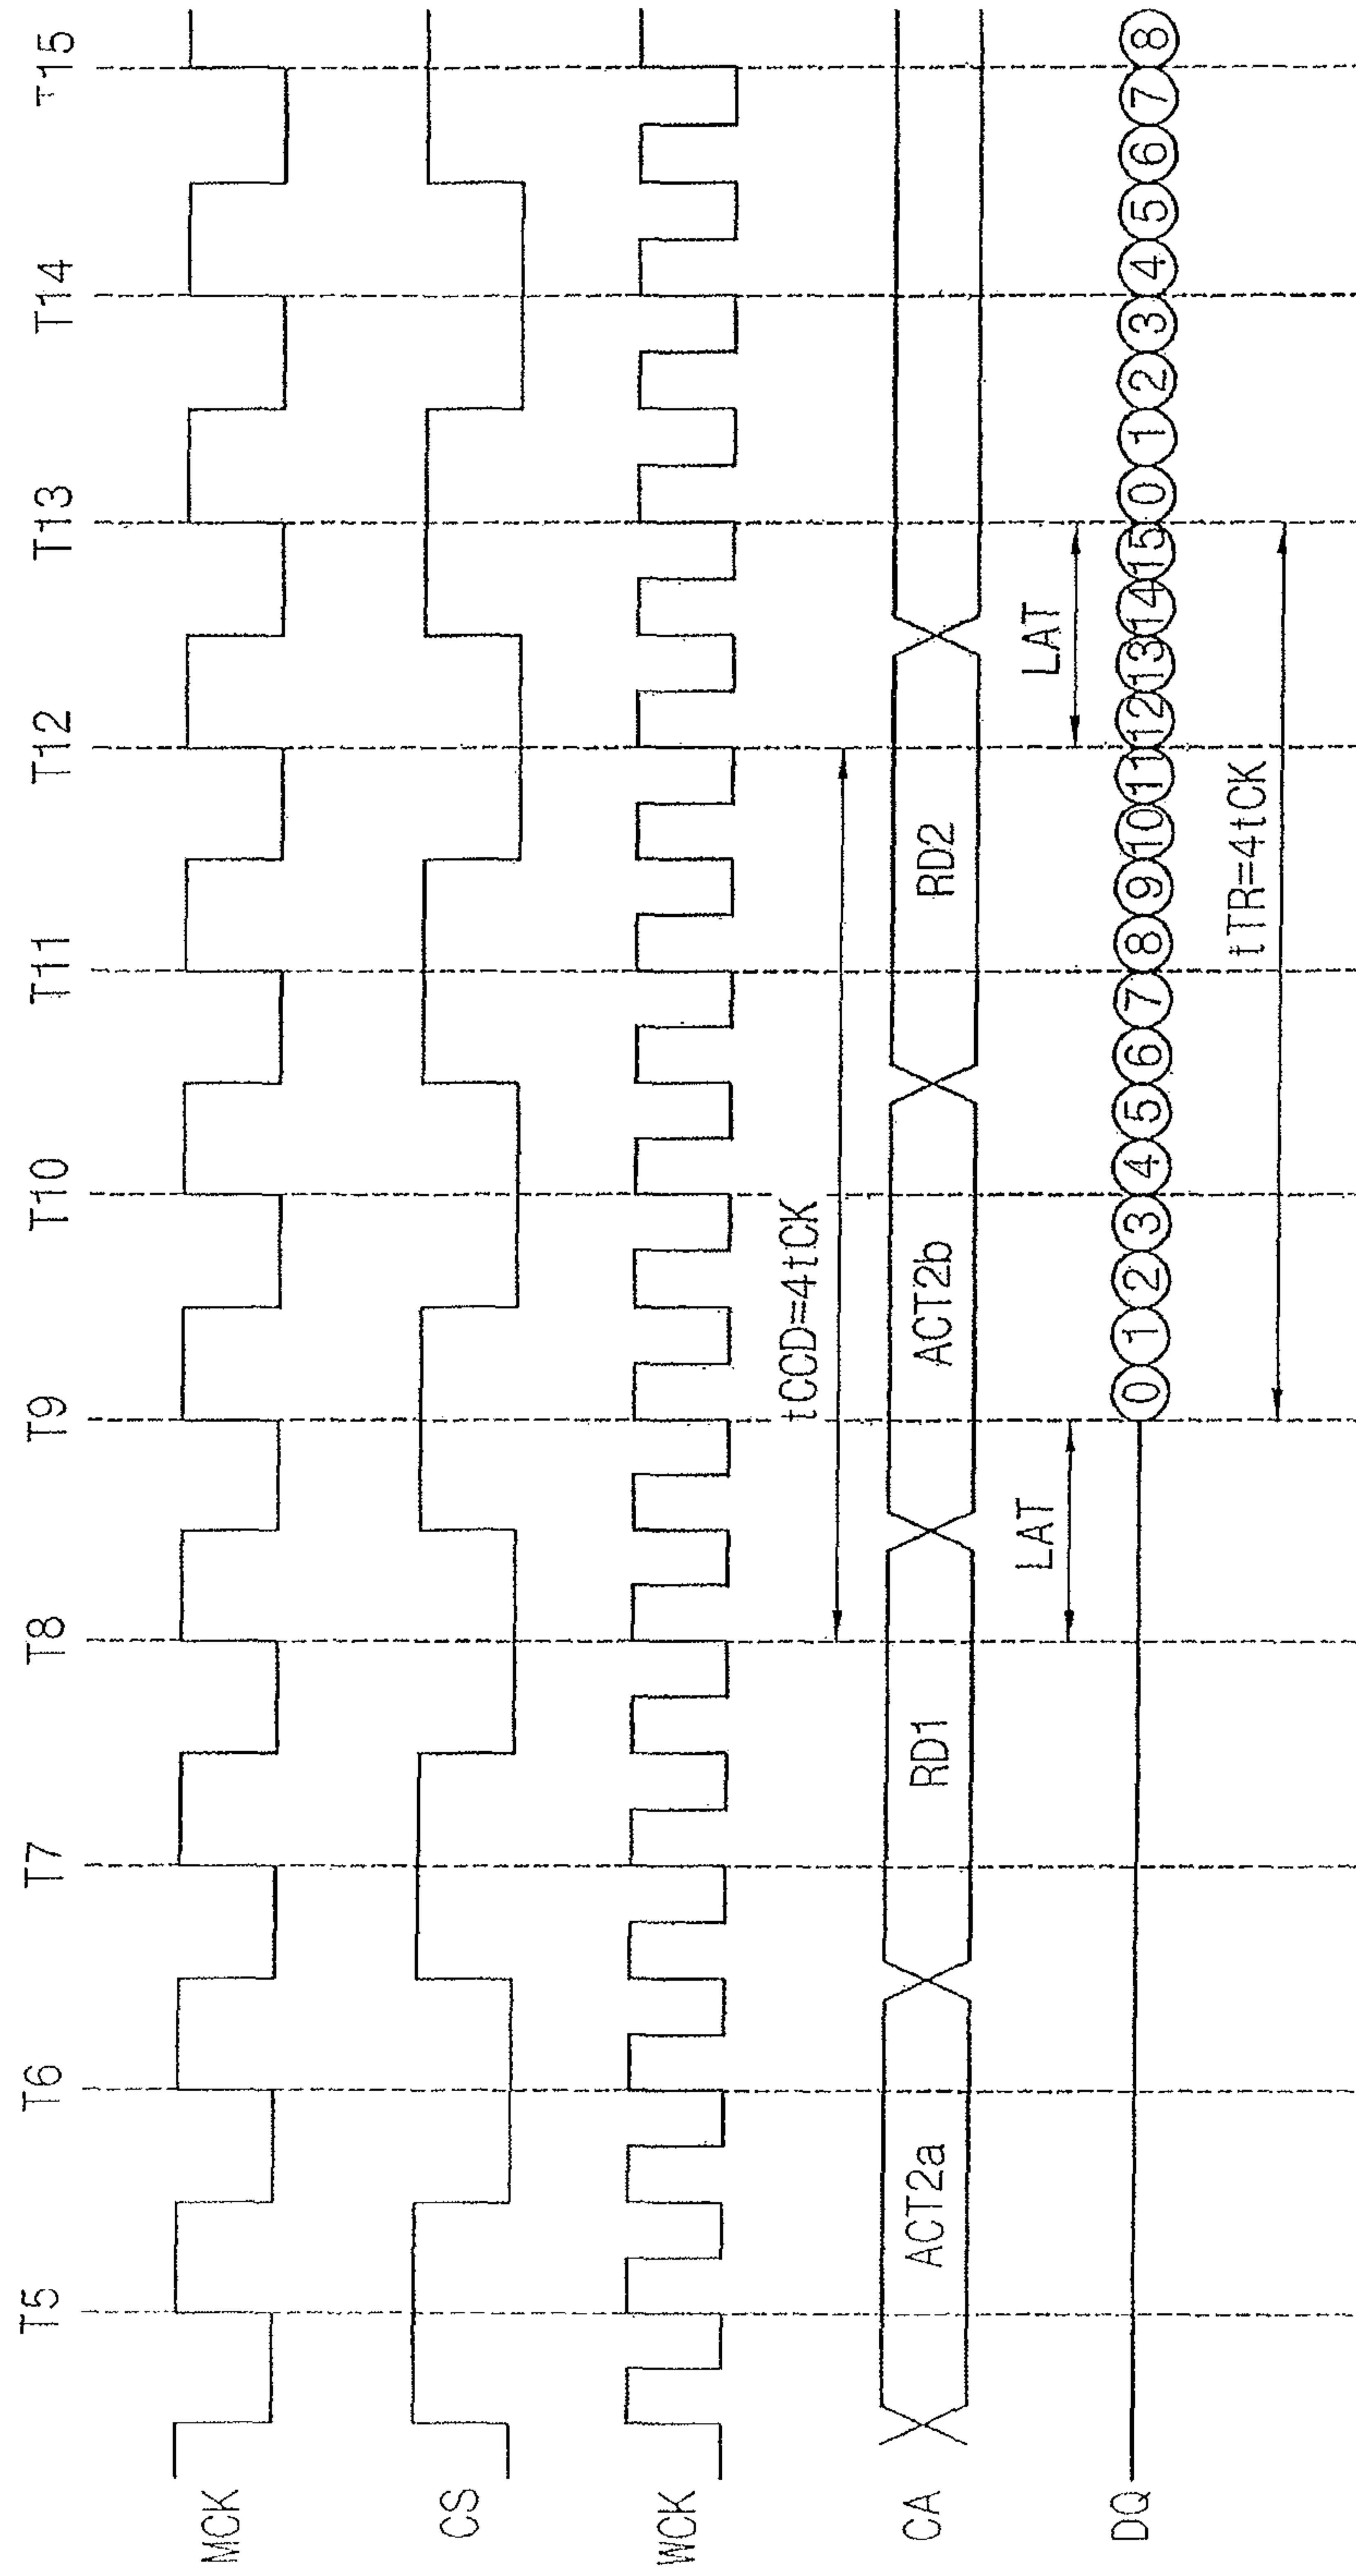 T5 T6 T7 T8 T9 T10 T11 T12 T13 T14 T15
MCK
CS
WCK
tCCD=4tCK
CA ACT2a RD1 ACT2b RD2
LAT LAT
DQ 0 1 2 3 4 5 6 7 8 9 10 11 12 13 14 15 0 1 2 3 4 5 6 7 8
tTR=4tCK